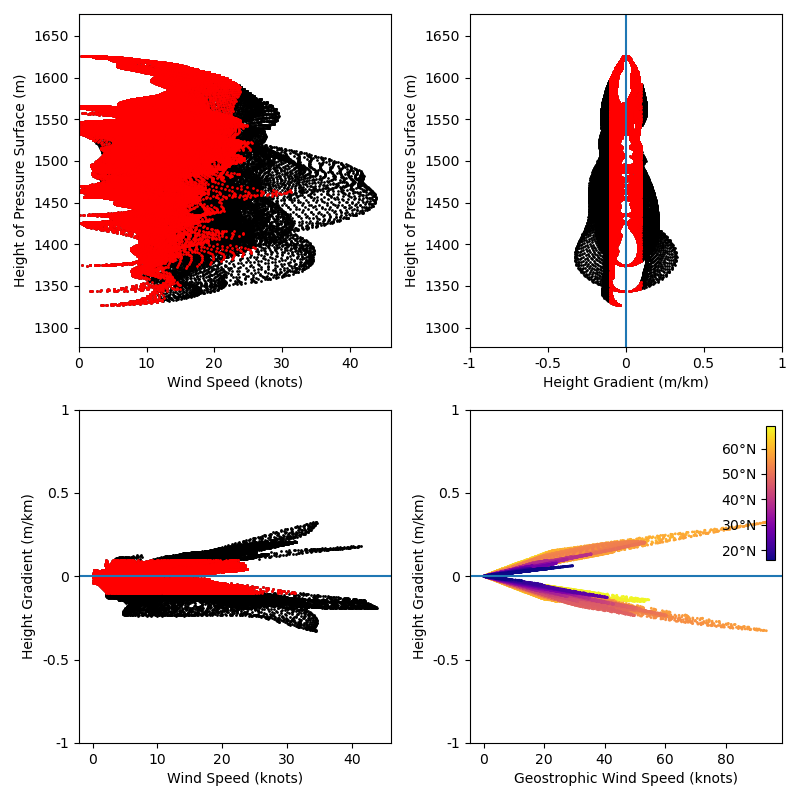 1650
1600
1550
1500
1450
1400
1350
1300
Height of Pressure Surface (m)
0 10 20 30 40
Wind Speed (knots)
1650
1600
1550
1500
1450
1400
1350
1300
Height of Pressure Surface (m)
-1 -0.5 0 0.5 1
Height Gradient (m/km)
1
0.5
0
-0.5
-1
Height Gradient (m/km)
0 10 20 30 40
Wind Speed (knots)
1
0.5
0
-0.5
-1
Height Gradient (m/km)
0 20 40 60 80
Geostrophic Wind Speed (knots)
60°N
50°N
40°N
30°N
20°N